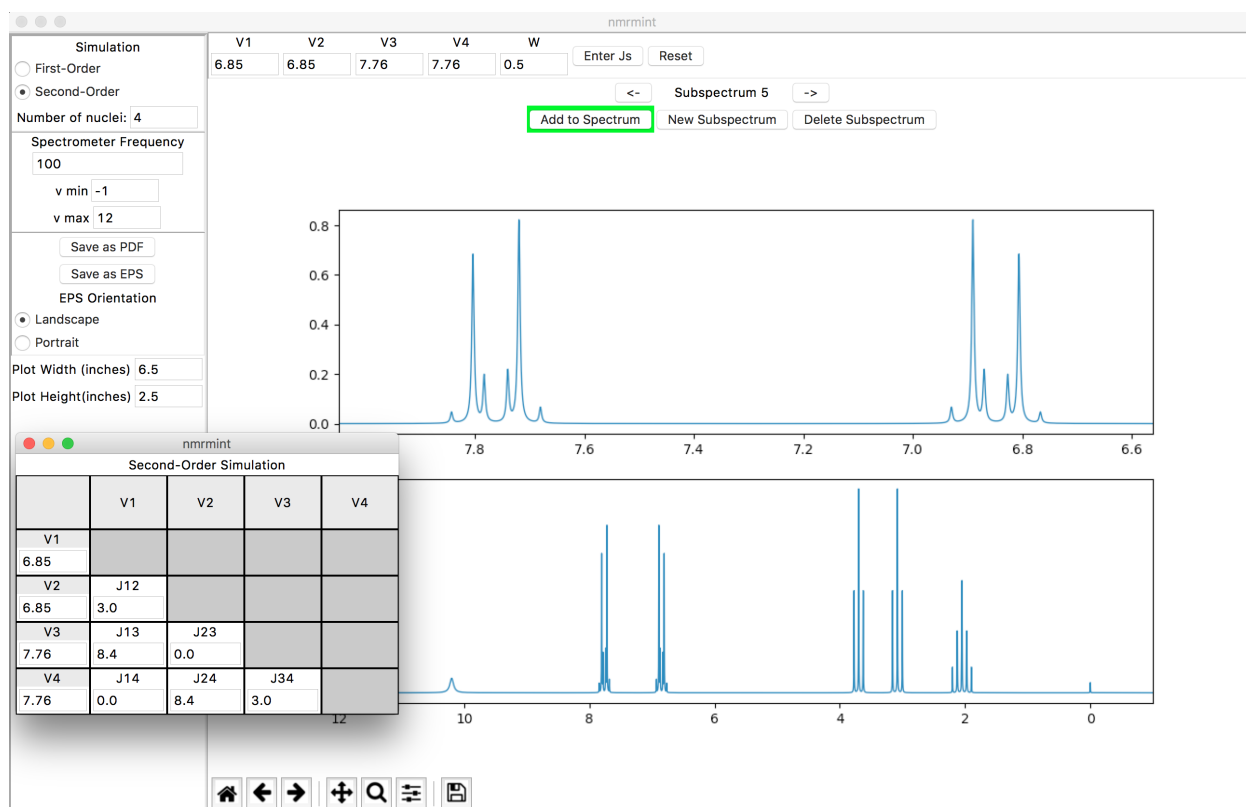 nmrmint
Simulation
First-Order
Second-Order
Number of nuclei: 4
Spectrometer Frequency
100
v min -1
v max 12
Save as PDF
Save as EPS
EPS Orientation
Landscape
Portrait
Plot Width (inches) 6.5
Plot Height(inches) 2.5
V1 V2 V3 V4 W
6.85 6.85 7.76 7.76 0.5 Enter Js Reset
<- Subspectrum 5 ->
Add to Spectrum New Subspectrum Delete Subspectrum
0.8
0.6
0.4
0.2
0.0
7.8 7.6 7.4 7.2 7.0 6.8 6.6
12 10 8 6 4 2 0
nmrmint
Second-Order Simulation
V1 V2 V3 V4
V1
6.85
V2 J12
6.85 3.0
V3 J13 J23
7.76 8.4 0.0
V4 J14 J24 J34
7.76 0.0 8.4 3.0